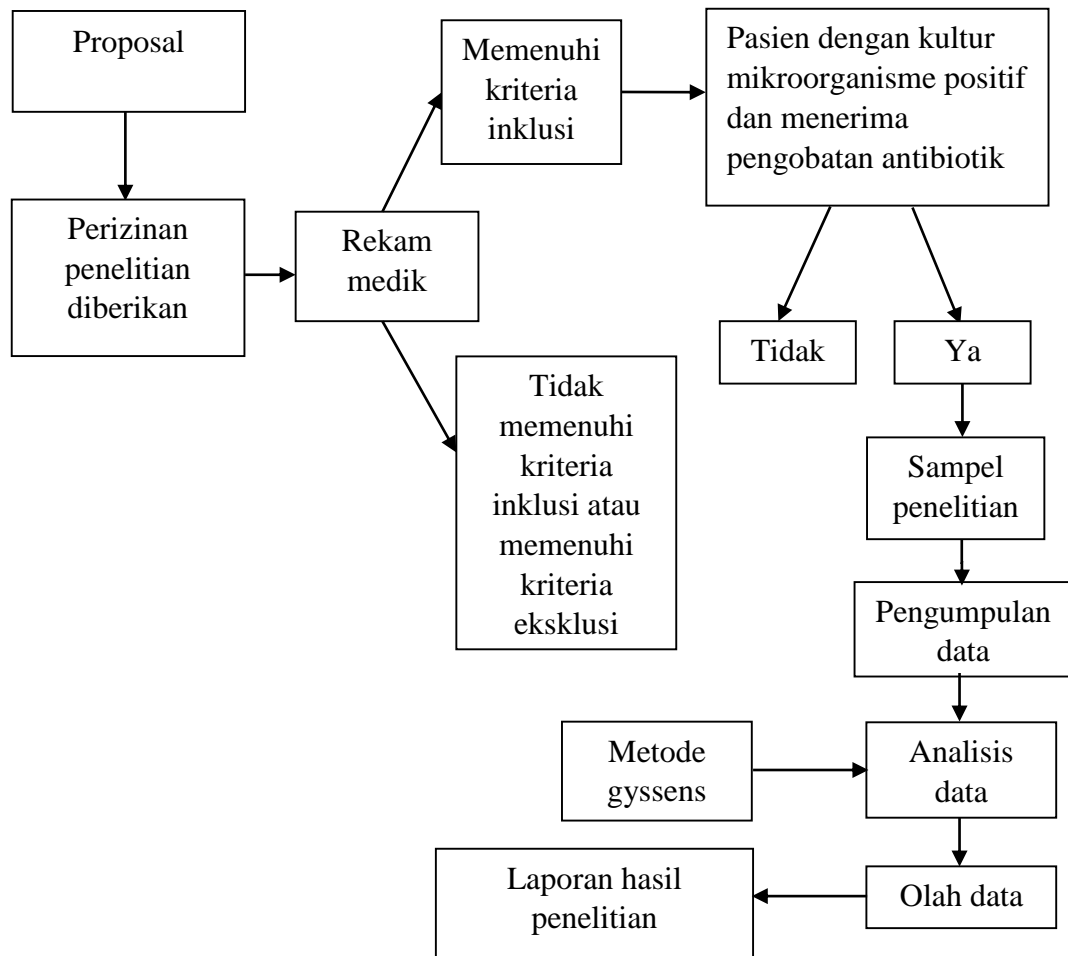 Proposal
Perizinan
penelitian
diberikan
Rekam
medik
Memenuhi
kriteria
inklusi
Pasien dengan kultur
mikroorganisme positif
dan menerima
pengobatan antibiotik
Tidak
memenuhi
kriteria
inklusi atau
memenuhi
kriteria
eksklusi
Tidak
Ya
Sampel
penelitian
Pengumpulan
data
Metode
gyssens
Analisis
data
Olah data
Laporan hasil
penelitian